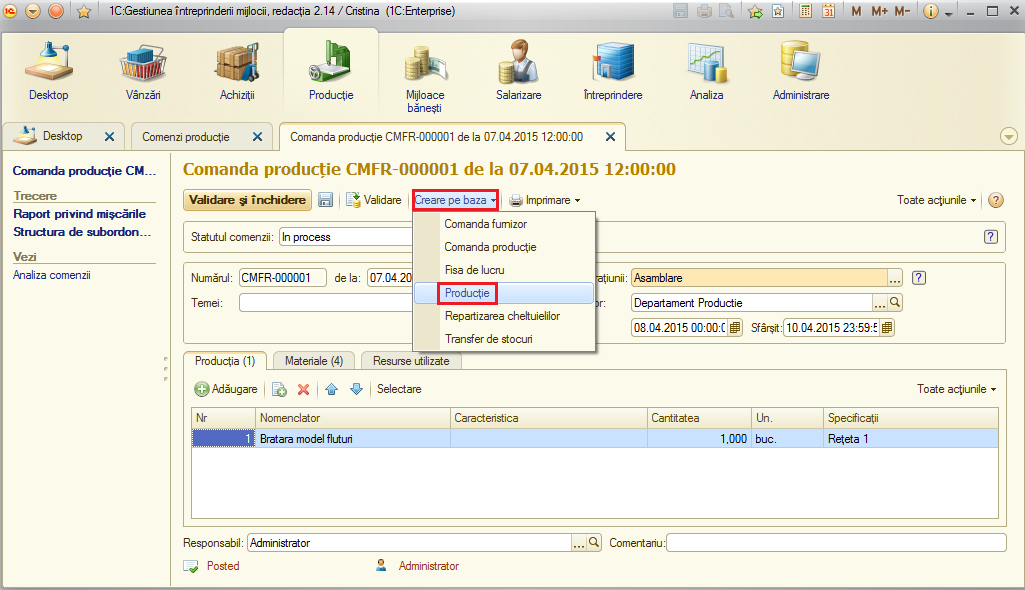 1C:Gestiunea întreprinderii mijlocii, redacția 2.14 / Cristina (1C:Enterprise)
M M+ M-
Desktop
Vânzări
Achiziții
Producție
Mijloace
bănești
Salarizare
Întreprindere
Analiza
Administrare
Desktop
Comenzi producție
Comanda producție CMFR-000001 de la 07.04.2015 12:00:00
Comanda producție CM...
Trecere
Raport privind mișcările
Structura de subordon...
Vezi
Analiza comenzii
Comanda producție CMFR-000001 de la 07.04.2015 12:00:00
Validare și închidere
Validare
Creare pe baza
Imprimare
Toate acțiunile
Comanda furnizor
Comanda producție
Fisa de lucru
Producție
Repartizarea cheltuielilor
Transfer de stocuri
Statutul comenzii: In process
Numărul: CMFR-000001 de la: 07.04.20
Asamblare
Temei:
Departament Productie
08.04.2015 00:00:0 Sfârșit: 10.04.2015 23:59:5
Producția (1)
Materiale (4)
Resurse utilizate
Adăugare
Selectare
Toate acțiunile
Nr Nomenclator Caracteristica Cantitatea Un. Specificații
1 Bratara model fluturi 1,000 buc. Rețeta 1
Responsabil: Administrator
Comentariu:
Posted
Administrator